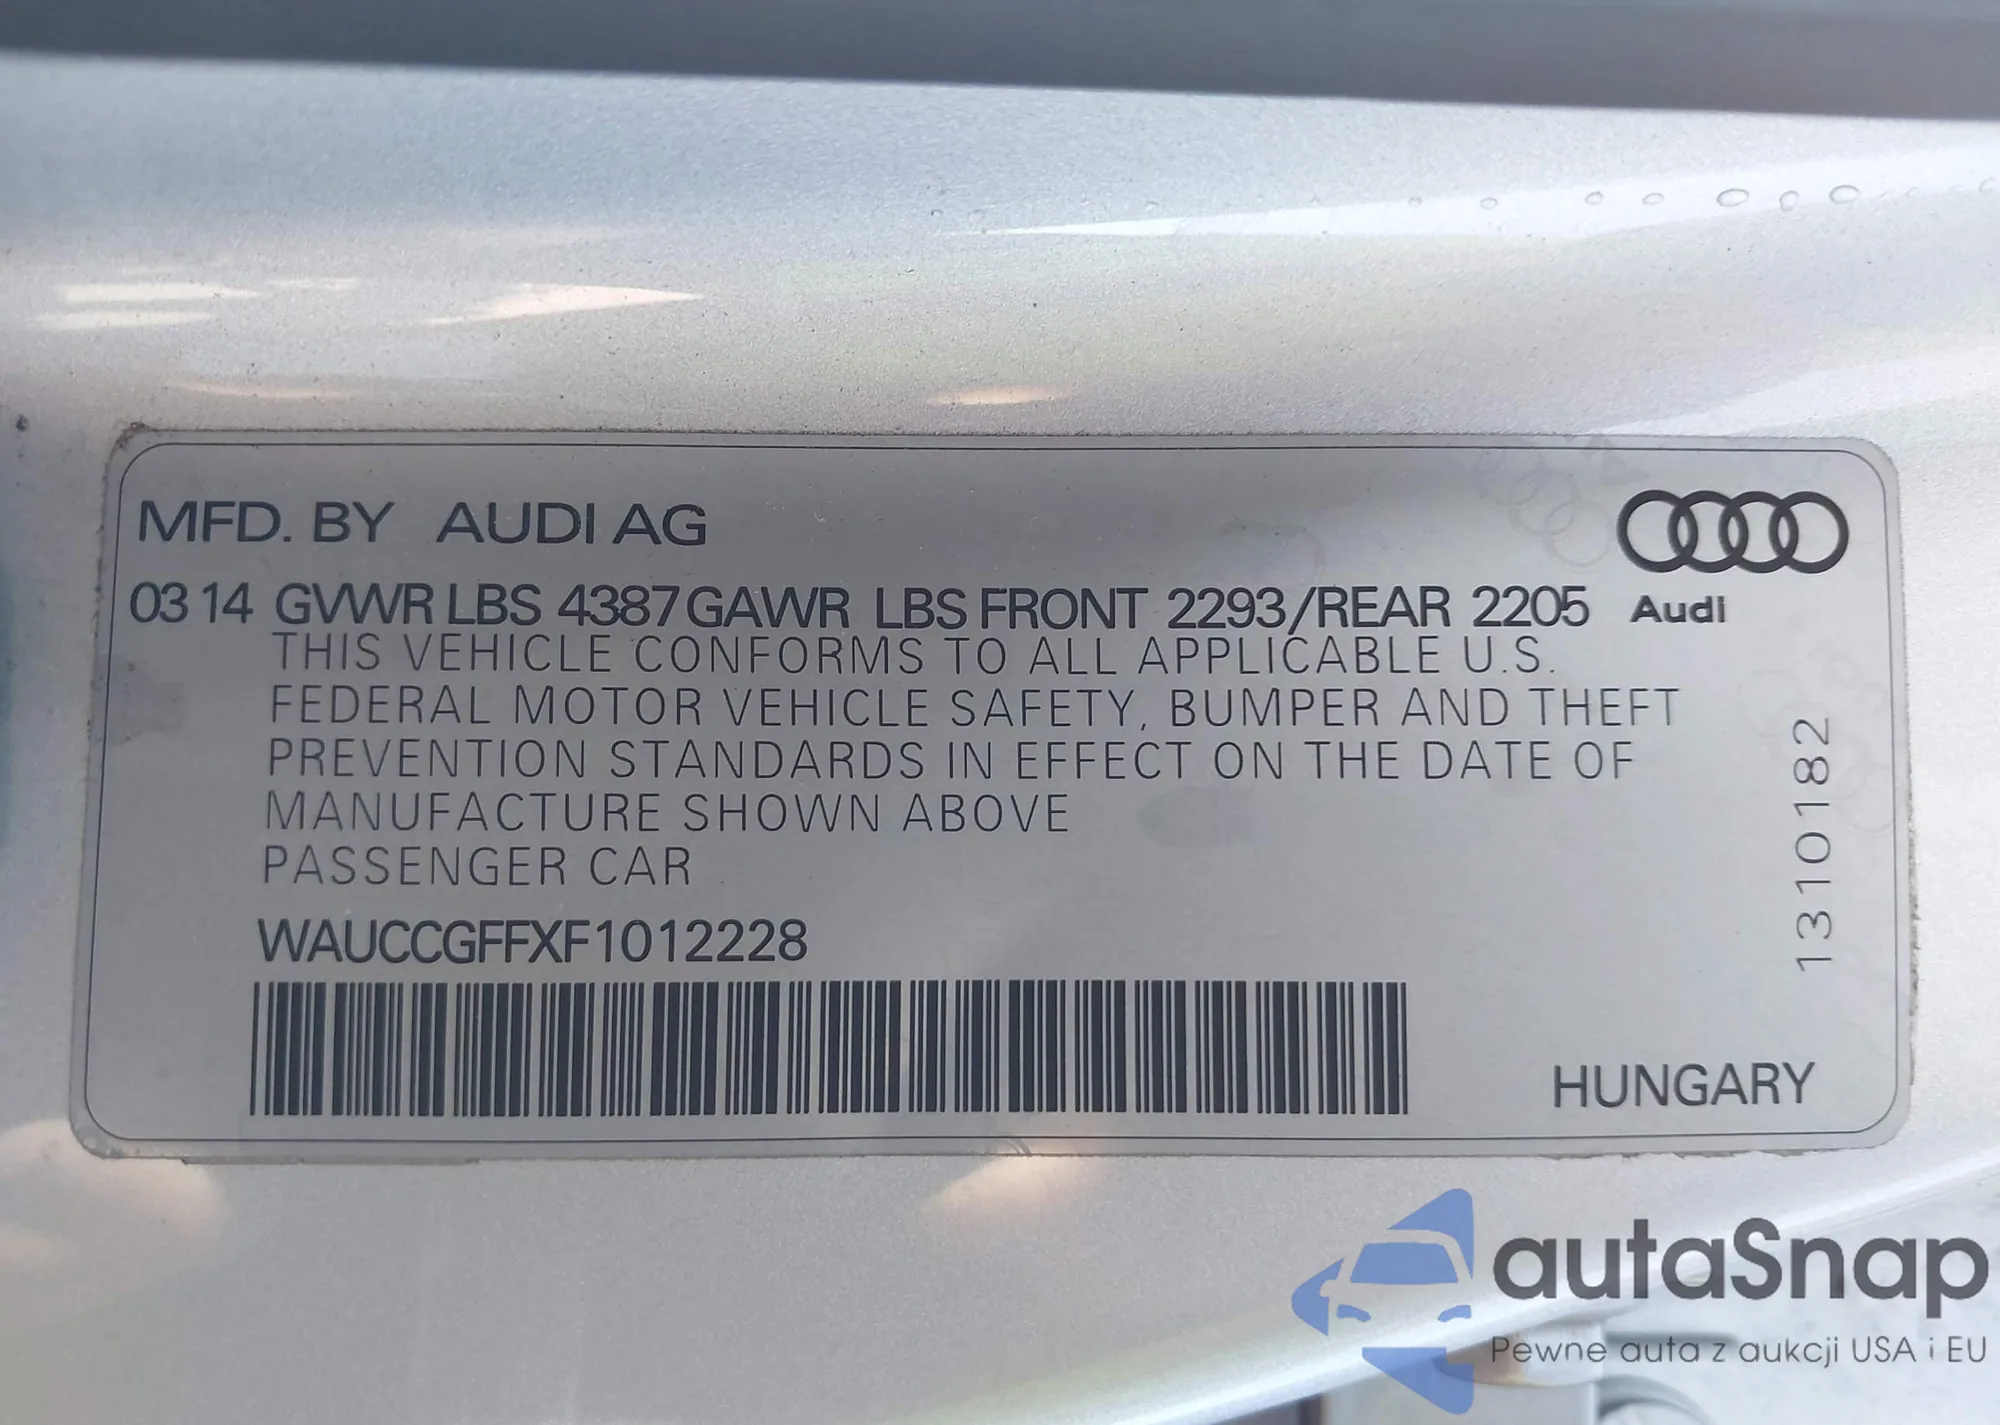 MFD. BY AUDI AG
0314 GVWR LBS 4387 GAWR LBS FRONT 2293/REAR 2205
Audi
THIS VEHICLE CONFORMS TO ALL APPLICABLE U.S.
FEDERAL MOTOR VEHICLE SAFETY, BUMPER AND THEFT
PREVENTION STANDARDS IN EFFECT ON THE DATE OF
MANUFACTURE SHOWN ABOVE
PASSENGER CAR
WAUCCGFFXF1012228
1310182
HUNGARY
autaSnap
Pewne auta z aukcji USA i EU